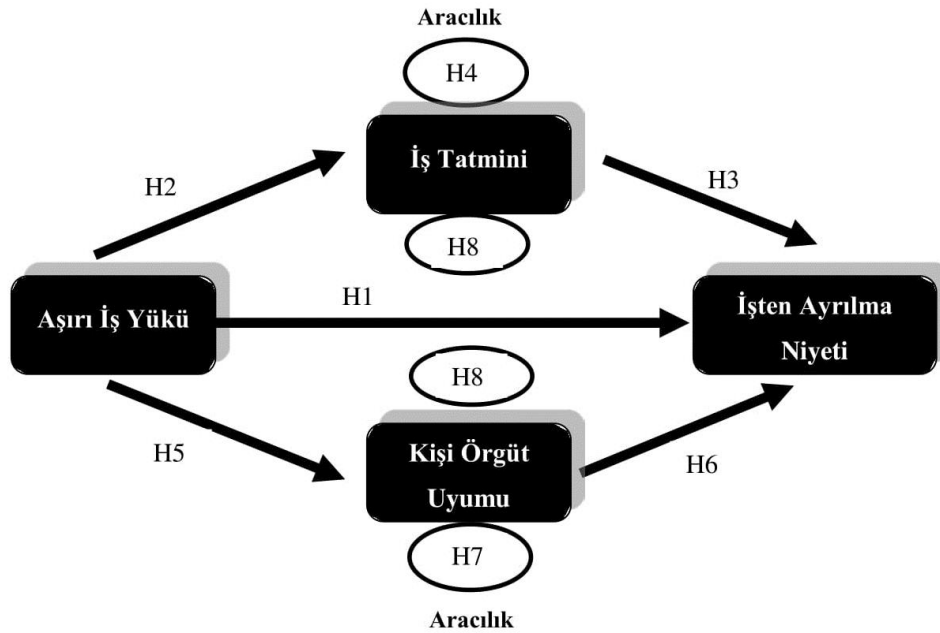 Aracılık
H4
İş Tatmini
H2
H3
H8
H1
Aşırı İş Yükü
İşten Ayrılma
Niyeti
H8
H5
Kişi Örgüt
Uyumu
H6
H7
Aracılık